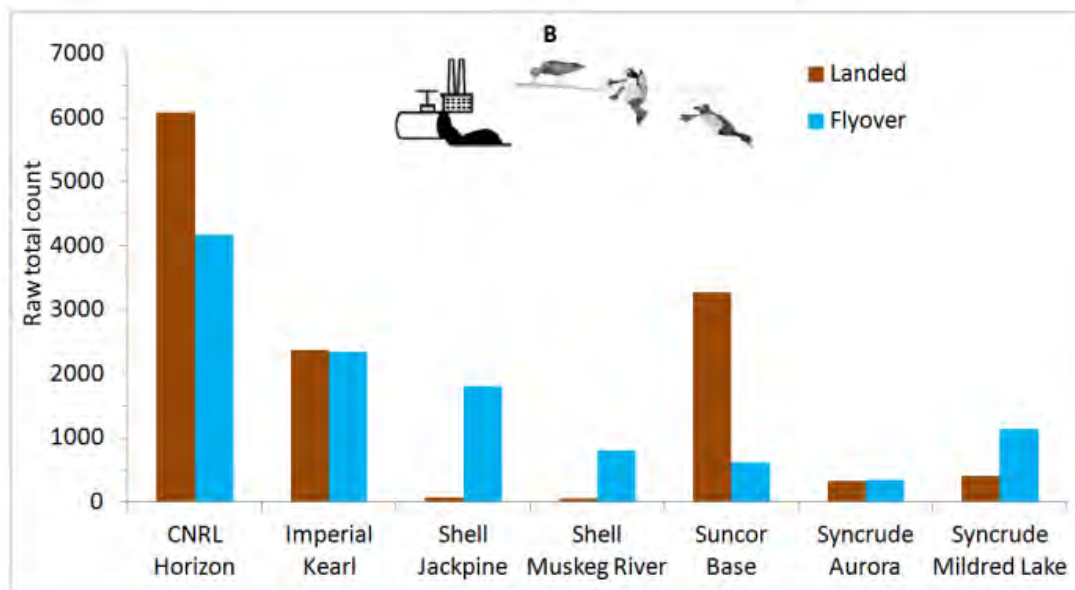 B
7000
6000
5000
4000
3000
2000
1000
0
Raw total count
Landed
Flyover
CNRL
Horizon
Imperial
Kearl
Shell
Jackpine
Shell
Muskeg River
Suncor
Base
Syncrude
Aurora
Syncrude
Mildred Lake